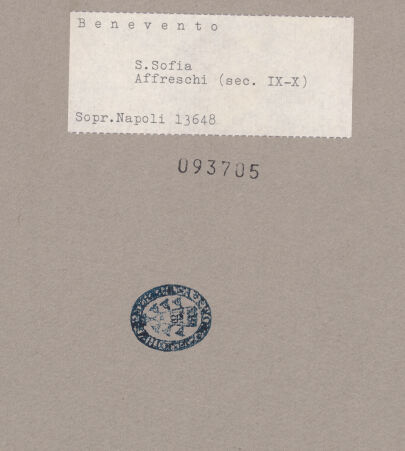 Benevento
S.Sofia
Affreschi (sec. IX-X)
Sopr.Napoli 13648
093705